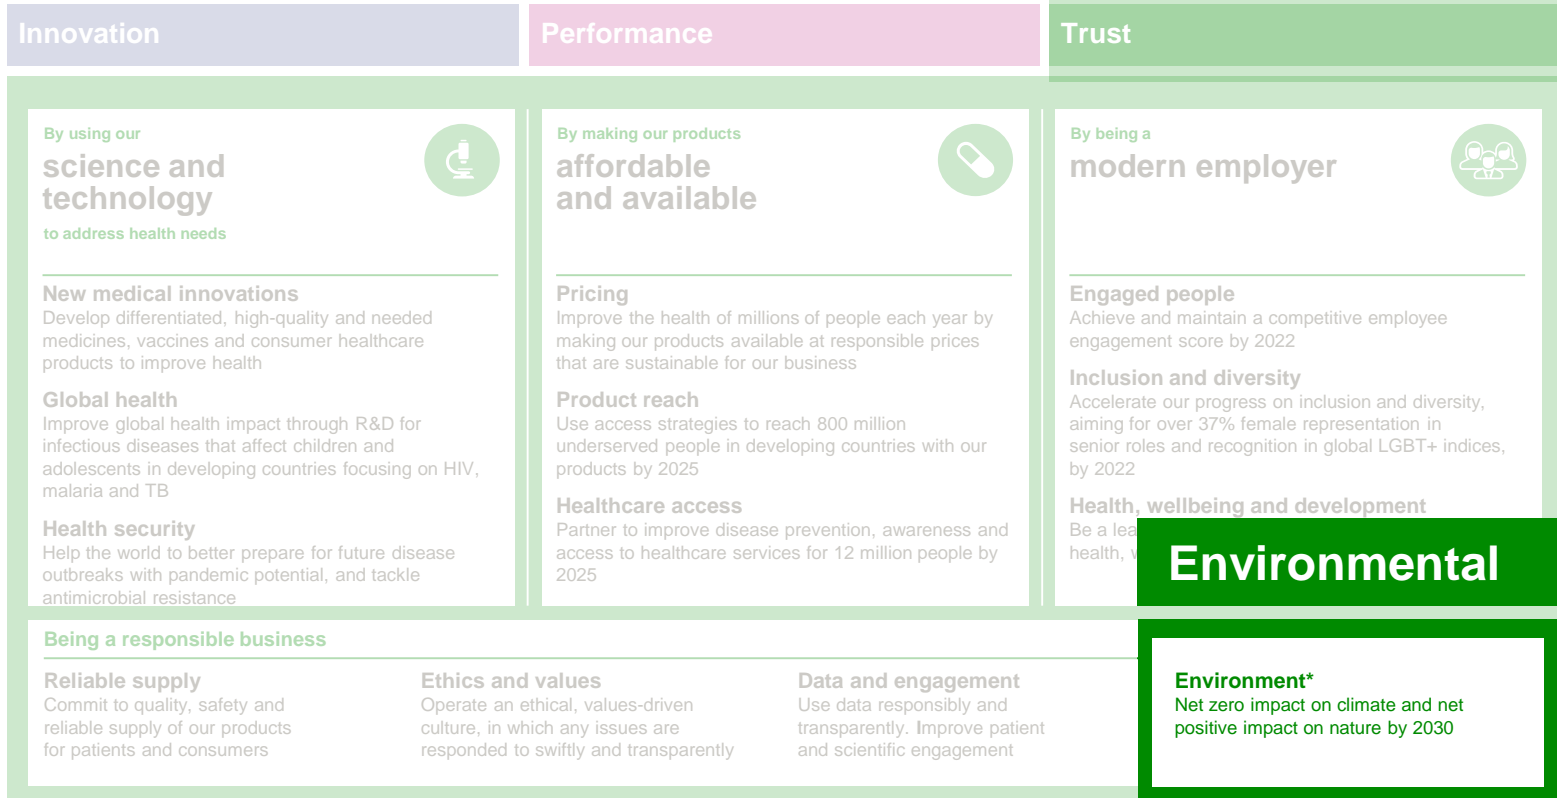 Innovation
Performance
Trust
By using our
science and
technology
to address health needs
New medical innovations
Develop differentiated, high-quality and needed
medicines, vaccines and consumer healthcare
products to improve health
Global health
Improve global health impact through R&D for
infectious diseases that affect children and
adolescents in developing countries focusing on HIV,
malaria and TB
Health security
Help the world to better prepare for future disease
outbreaks with pandemic potential, and tackle
antimicrobial resistance
By making our products
affordable
and available
Pricing
Improve the health of millions of people each year by
making our products available at responsible prices
that are sustainable for our business
Product reach
Use access strategies to reach 800 million
underserved people in developing countries with our
products by 2025
Healthcare access
Partner to improve disease prevention, awareness and
access to healthcare services for 12 million people by
2025
By being a
modern employer
Engaged people
Achieve and maintain a competitive employee
engagement score by 2022
Inclusion and diversity
Accelerate our progress on inclusion and diversity,
aiming for over 37% female representation in
senior roles and recognition in global LGBT+ indices,
by 2022
Health, wellbeing and development
Be a
health,
Environmental
Being a responsible business
Reliable supply
Commit to quality, safety and
reliable supply of our products
for patients and consumers
Ethics and values
Operate an ethical, values-driven
culture, in which any issues are
responded to swiftly and transparently
Data and engagement
Use data responsibly and
transparently. Improve patient
and scientific engagement
Environment*
Net zero impact on climate and net
positive impact on nature by 2030